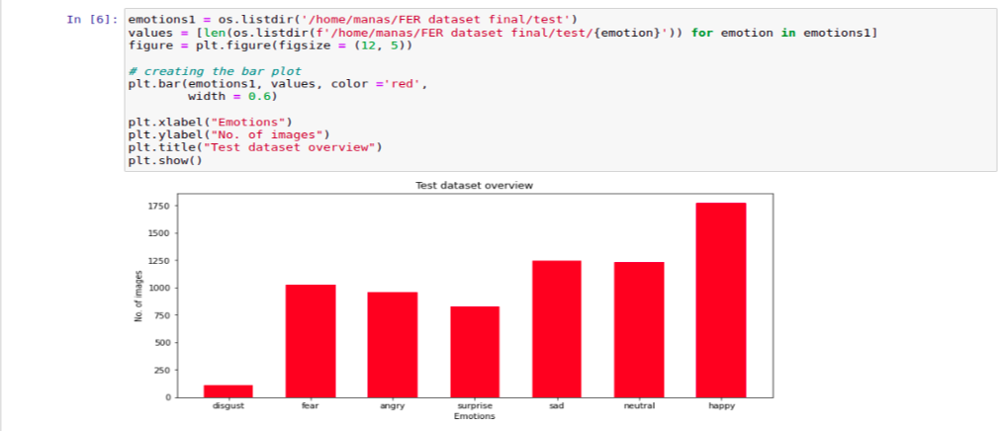 In [6]: emotions1 = os.listdir('/home/manas/FER dataset final/test')
values = [len(os.listdir(f'/home/manas/FER dataset final/test/{emotion}')) for emotion in emotions1]
figure = plt.figure(figsize = (12, 5))
# creating the bar plot
plt.bar(emotions1, values, color ='red',
width = 0.6)
plt.xlabel("Emotions")
plt.ylabel("No. of images")
plt.title("Test dataset overview")
plt.show()
Test dataset overview
1750
1500
1250
1000
750
500
250
0
No. of images
disgust fear angry surprise sad neutral happy
Emotions